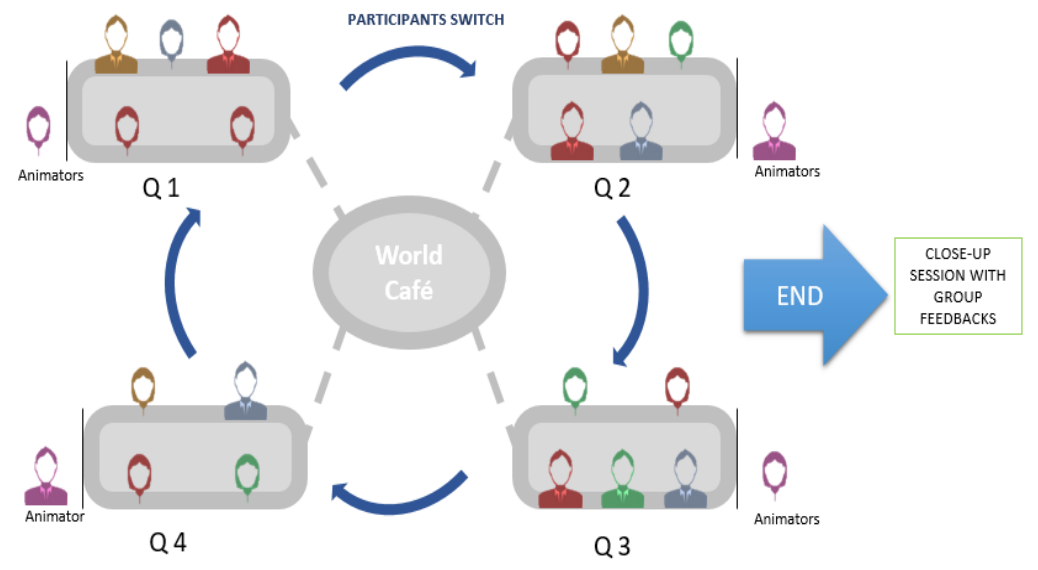 PARTICIPANTS SWITCH
Animators
Q 1
Q 2
Animators
World
Café
END
CLOSE-UP
SESSION WITH
GROUP
FEEDBACKS
Animator
Q 4
Q 3
Animators